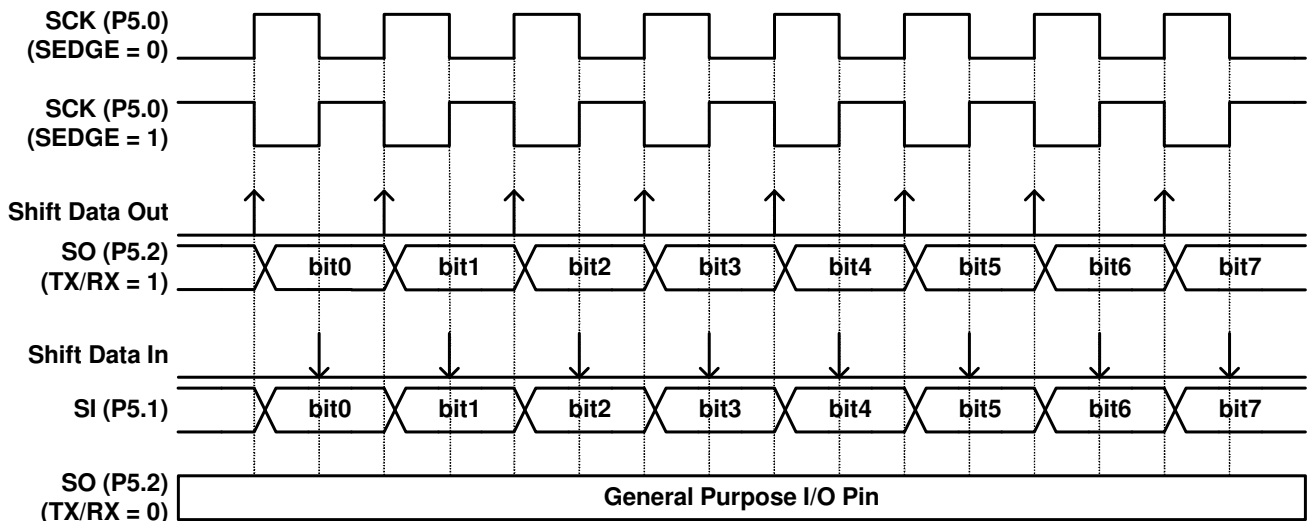 SCK (P5.0)
(SEDGE = 0)
SCK (P5.0)
(SEDGE = 1)
Shift Data Out
SO (P5.2)
(TX/RX = 1)
bit0 bit1 bit2 bit3 bit4 bit5 bit6 bit7
Shift Data In
SI (P5.1)
bit0 bit1 bit2 bit3 bit4 bit5 bit6 bit7
SO (P5.2)
(TX/RX = 0)
General Purpose I/O Pin